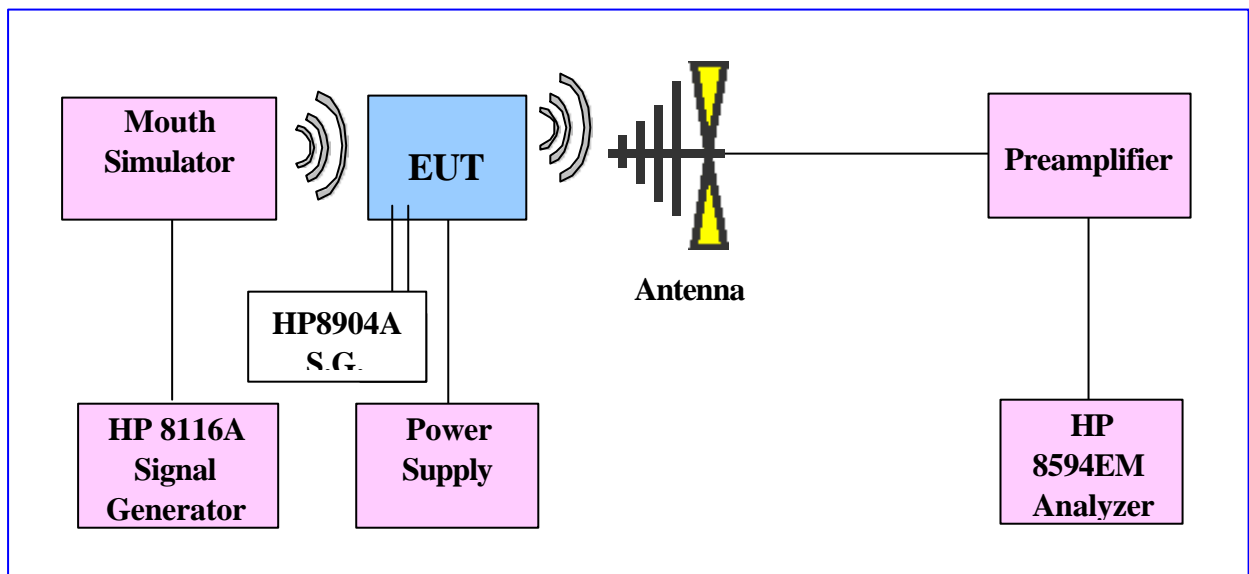 Mouth
Simulator
EUT
Preamplifier
Antenna
HP8904A
S.G.
HP 8116A
Signal
Generator
Power
Supply
HP
8594EM
Analyzer